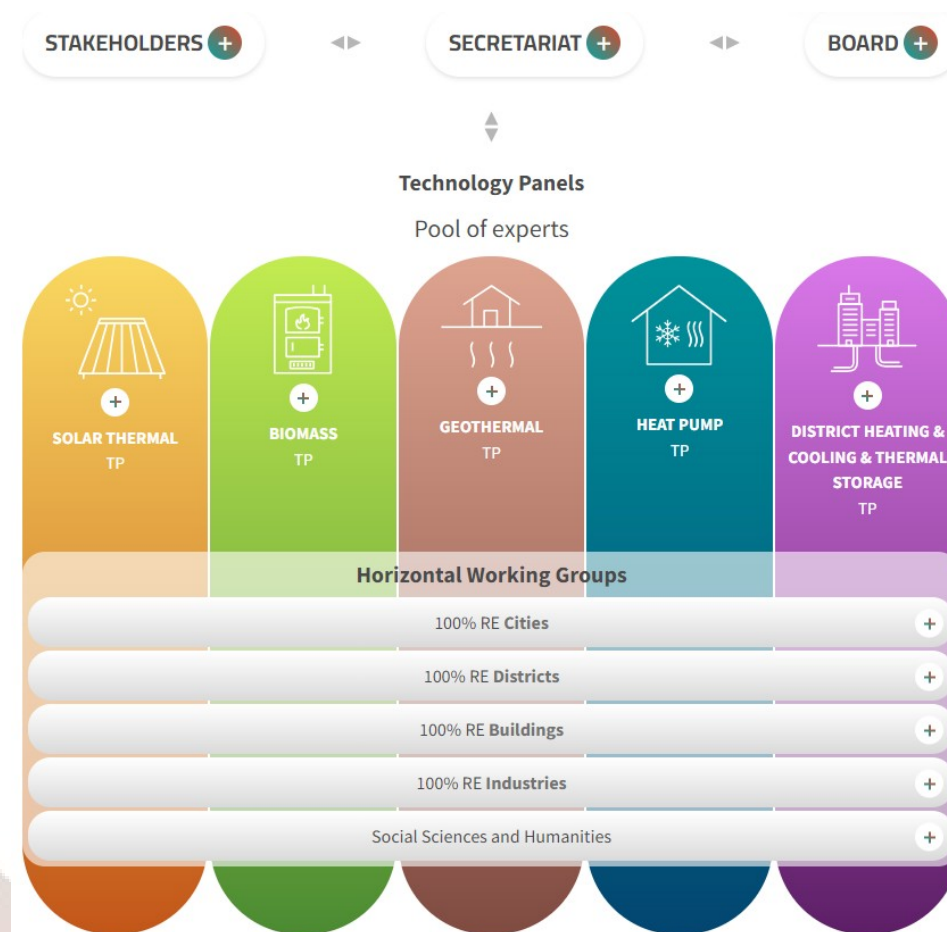 STAKEHOLDERS +
SECRETARIAT +
BOARD +
Technology Panels
Pool of experts
+
SOLAR THERMAL
TP
+
BIOMASS
TP
+
GEOTHERMAL
TP
+
HEAT PUMP
TP
+
DISTRICT HEATING &
COOLING & THERMAL
STORAGE
TP
Horizontal Working Groups
100% RE Cities +
100% RE Districts +
100% RE Buildings +
100% RE Industries +
Social Sciences and Humanities +